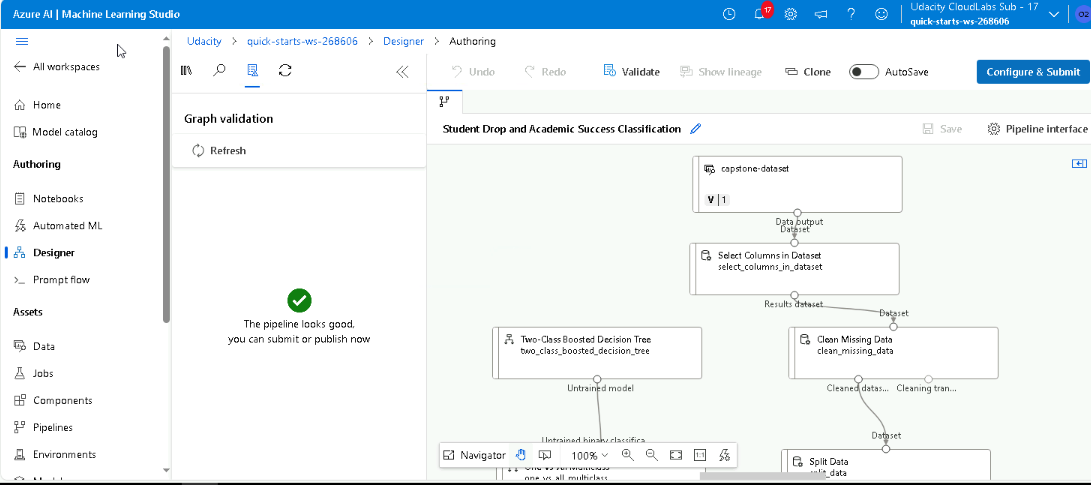 Azure AI | Machine Learning Studio
17
Udacity CloudLabs Sub - 17
quick-starts-ws-268606
Udacity > quick-starts-ws-268606 > Designer > Authoring
All workspaces
Home
Model catalog
Authoring
Notebooks
Automated ML
Designer
Prompt flow
Assets
Data
Jobs
Components
Pipelines
Environments
Graph validation
Refresh
The pipeline looks good,
you can submit or publish now
Undo Redo Validate Show lineage Clone AutoSave Configure & Submit
Student Drop and Academic Success Classification Save Pipeline interface
capstone-dataset
V | 1
Data output
Dataset
Select Columns in Dataset
select_columns_in_dataset
Results dataset
Dataset
Two-Class Boosted Decision Tree
two_class_boosted_decision_tree
Untrained model
Clean Missing Data
clean_missing_data
Cleaned datas... Cleaning tran...
Dataset
Untrained binary classifica
Navigator 100% 1:1
One-vs-All Multiclass
one_vs_all_multiclass
Split Data
split_data